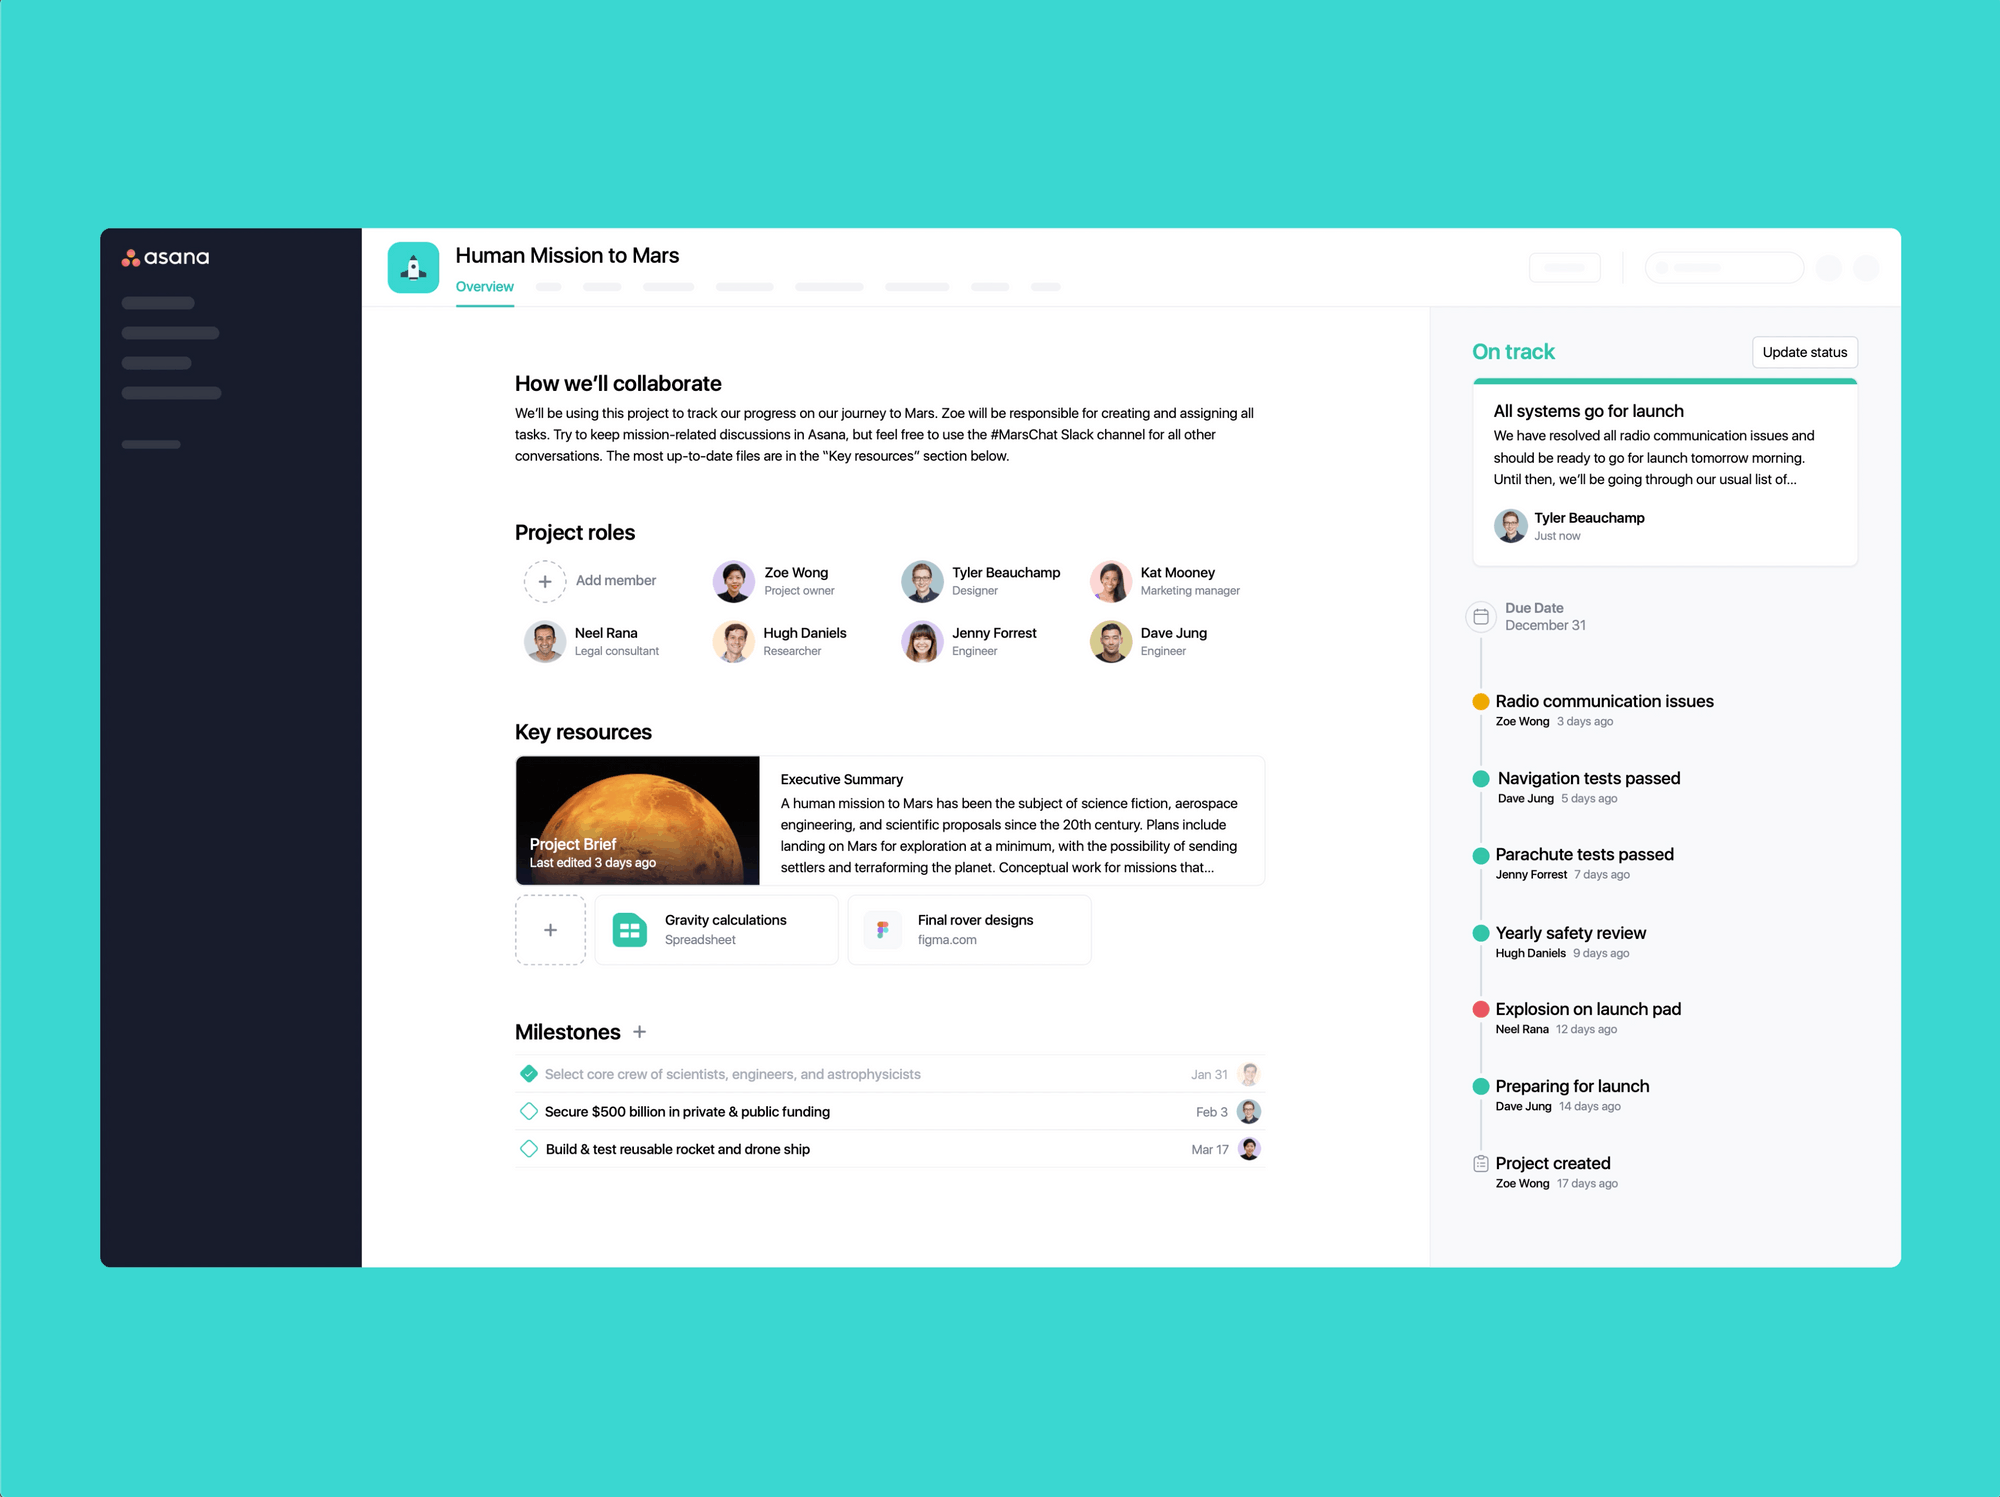 asana
Human Mission to Mars
Overview
How we’ll collaborate
We’ll be using this project to track our progress on our journey to Mars. Zoe will be responsible for creating and assigning all
tasks. Try to keep mission-related discussions in Asana, but feel free to use the #MarsChat Slack channel for all other
conversations. The most up-to-date files are in the “Key resources” section below.
Project roles
Add member
Zoe Wong
Project owner
Tyler Beauchamp
Designer
Kat Mooney
Marketing manager
Neel Rana
Legal consultant
Hugh Daniels
Researcher
Jenny Forrest
Engineer
Dave Jung
Engineer
Key resources
Project Brief
Last edited 3 days ago
Executive Summary
A human mission to Mars has been the subject of science fiction, aerospace
engineering, and scientific proposals since the 20th century. Plans include
landing on Mars for exploration at a minimum, with the possibility of sending
settlers and terraforming the planet. Conceptual work for missions that...
Gravity calculations
Spreadsheet
Final rover designs
figma.com
Milestones
Select core crew of scientists, engineers, and astrophysicists Jan 31
Secure $500 billion in private & public funding Feb 3
Build & test reusable rocket and drone ship Mar 17
On track
Update status
All systems go for launch
We have resolved all radio communication issues and
should be ready to go for launch tomorrow morning.
Until then, we’ll be going through our usual list of...
Tyler Beauchamp
Just now
Due Date
December 31
Radio communication issues
Zoe Wong 3 days ago
Navigation tests passed
Dave Jung 5 days ago
Parachute tests passed
Jenny Forrest 7 days ago
Yearly safety review
Hugh Daniels 9 days ago
Explosion on launch pad
Neel Rana 12 days ago
Preparing for launch
Dave Jung 14 days ago
Project created
Zoe Wong 17 days ago